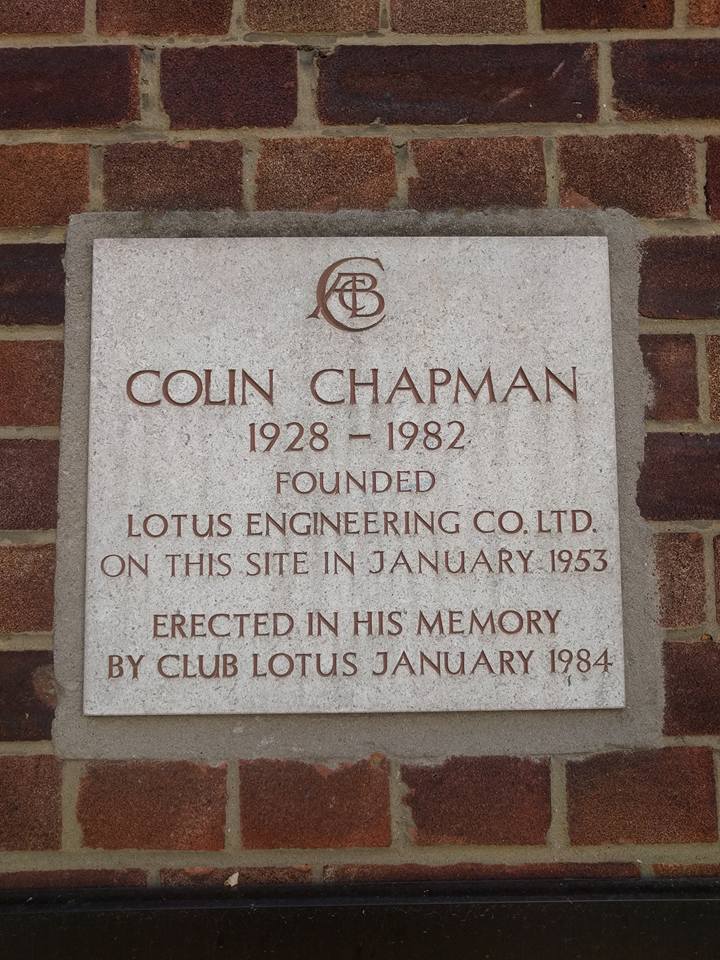 ACBC
COLIN CHAPMAN
1928 – 1982
FOUNDED
LOTUS ENGINEERING CO. LTD.
ON THIS SITE IN JANUARY 1953
ERECTED IN HIS MEMORY
BY CLUB LOTUS JANUARY 1984